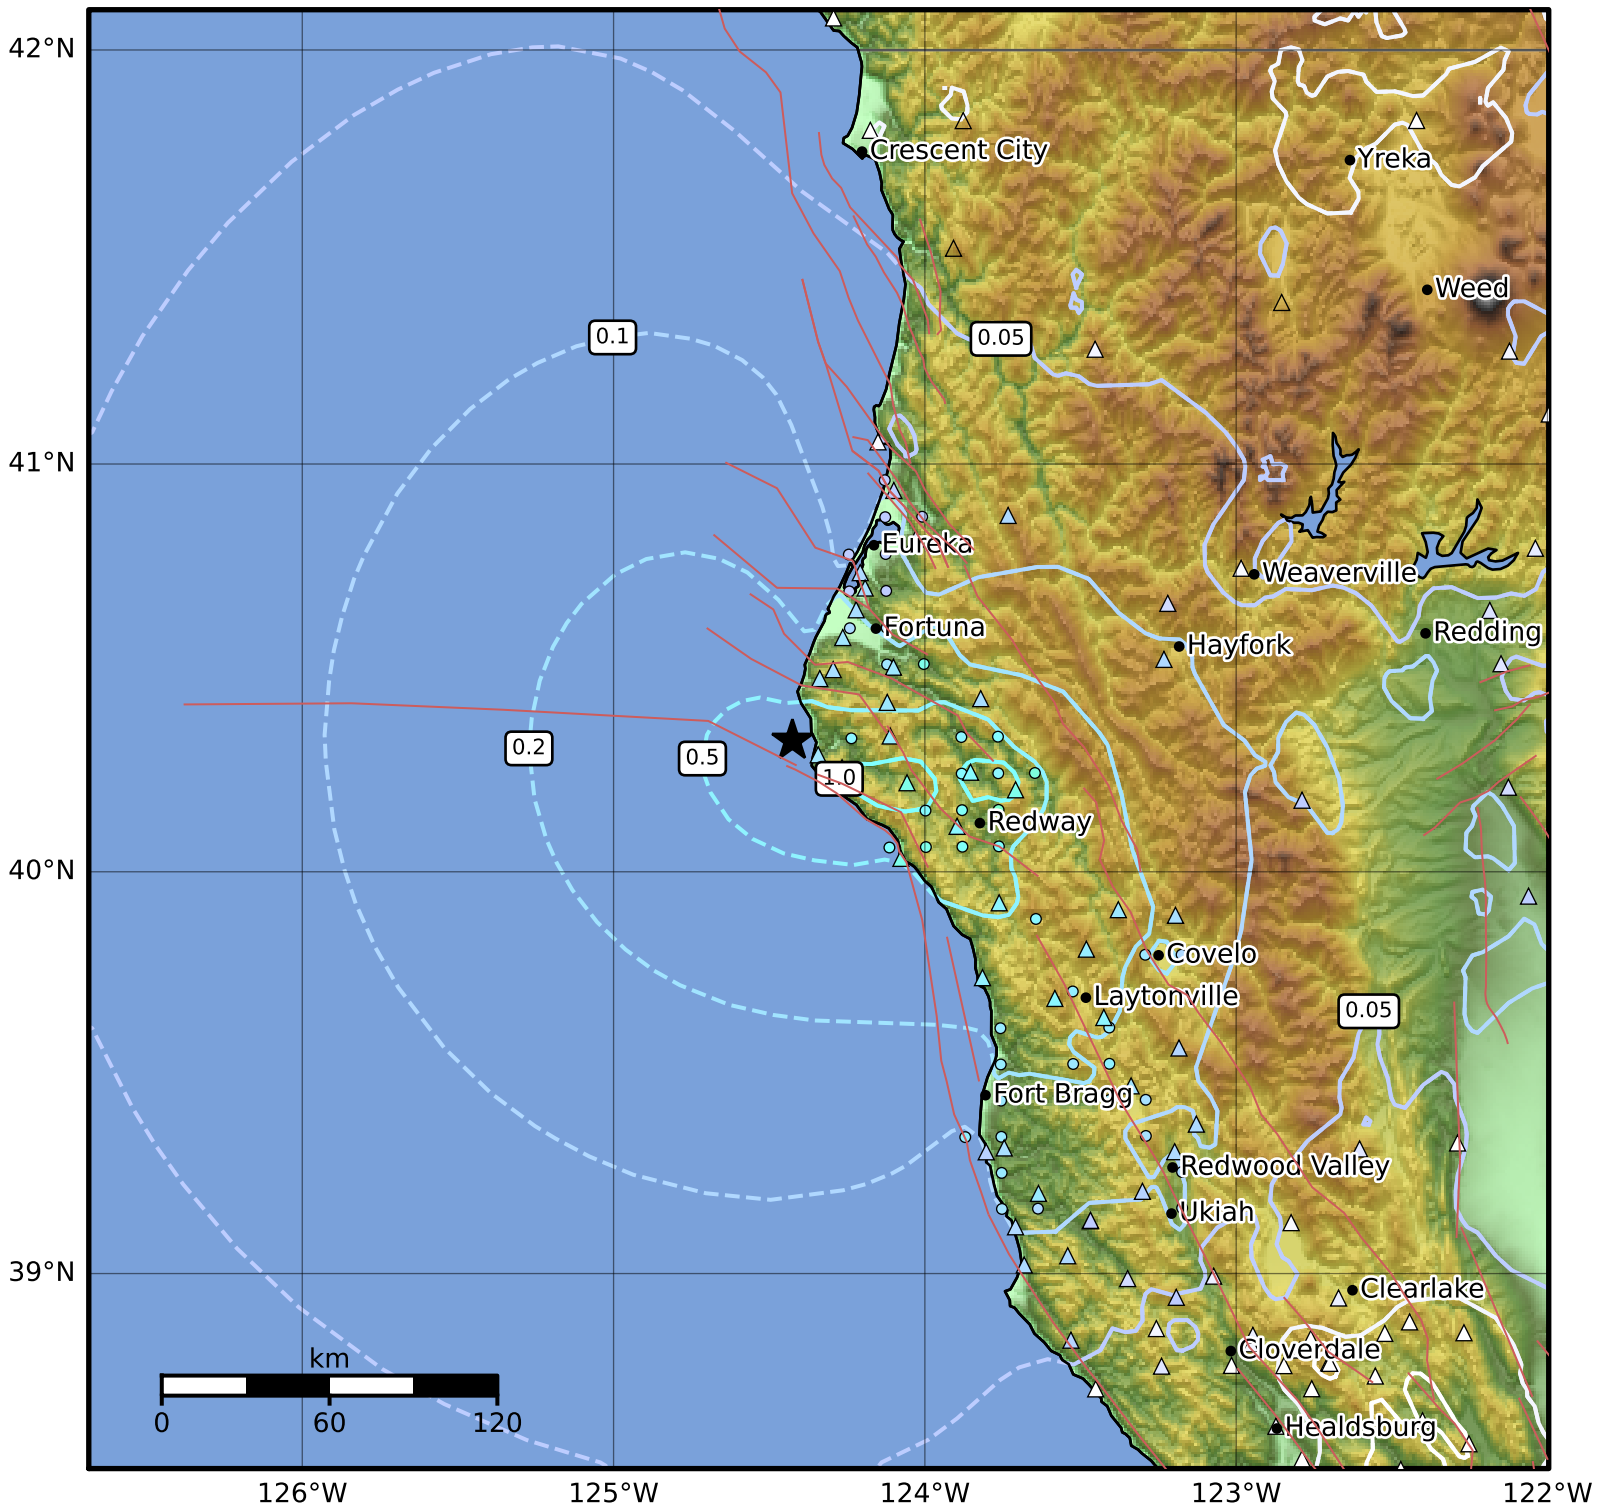 42°N
Crescent City
Yreka
Weed
0.1
0.05
41°N
Eureka
Weaverville
Fortuna
Redding
Hayfork
0.2
0.5
1.0
Redway
40°N
Covelo
Laytonville
0.05
Fort Bragg
Redwood Valley
Ukiah
39°N
Clearlake
Cloverdale
km
0 60 120
Healdsburg
126°W 125°W 124°W 123°W 122°W